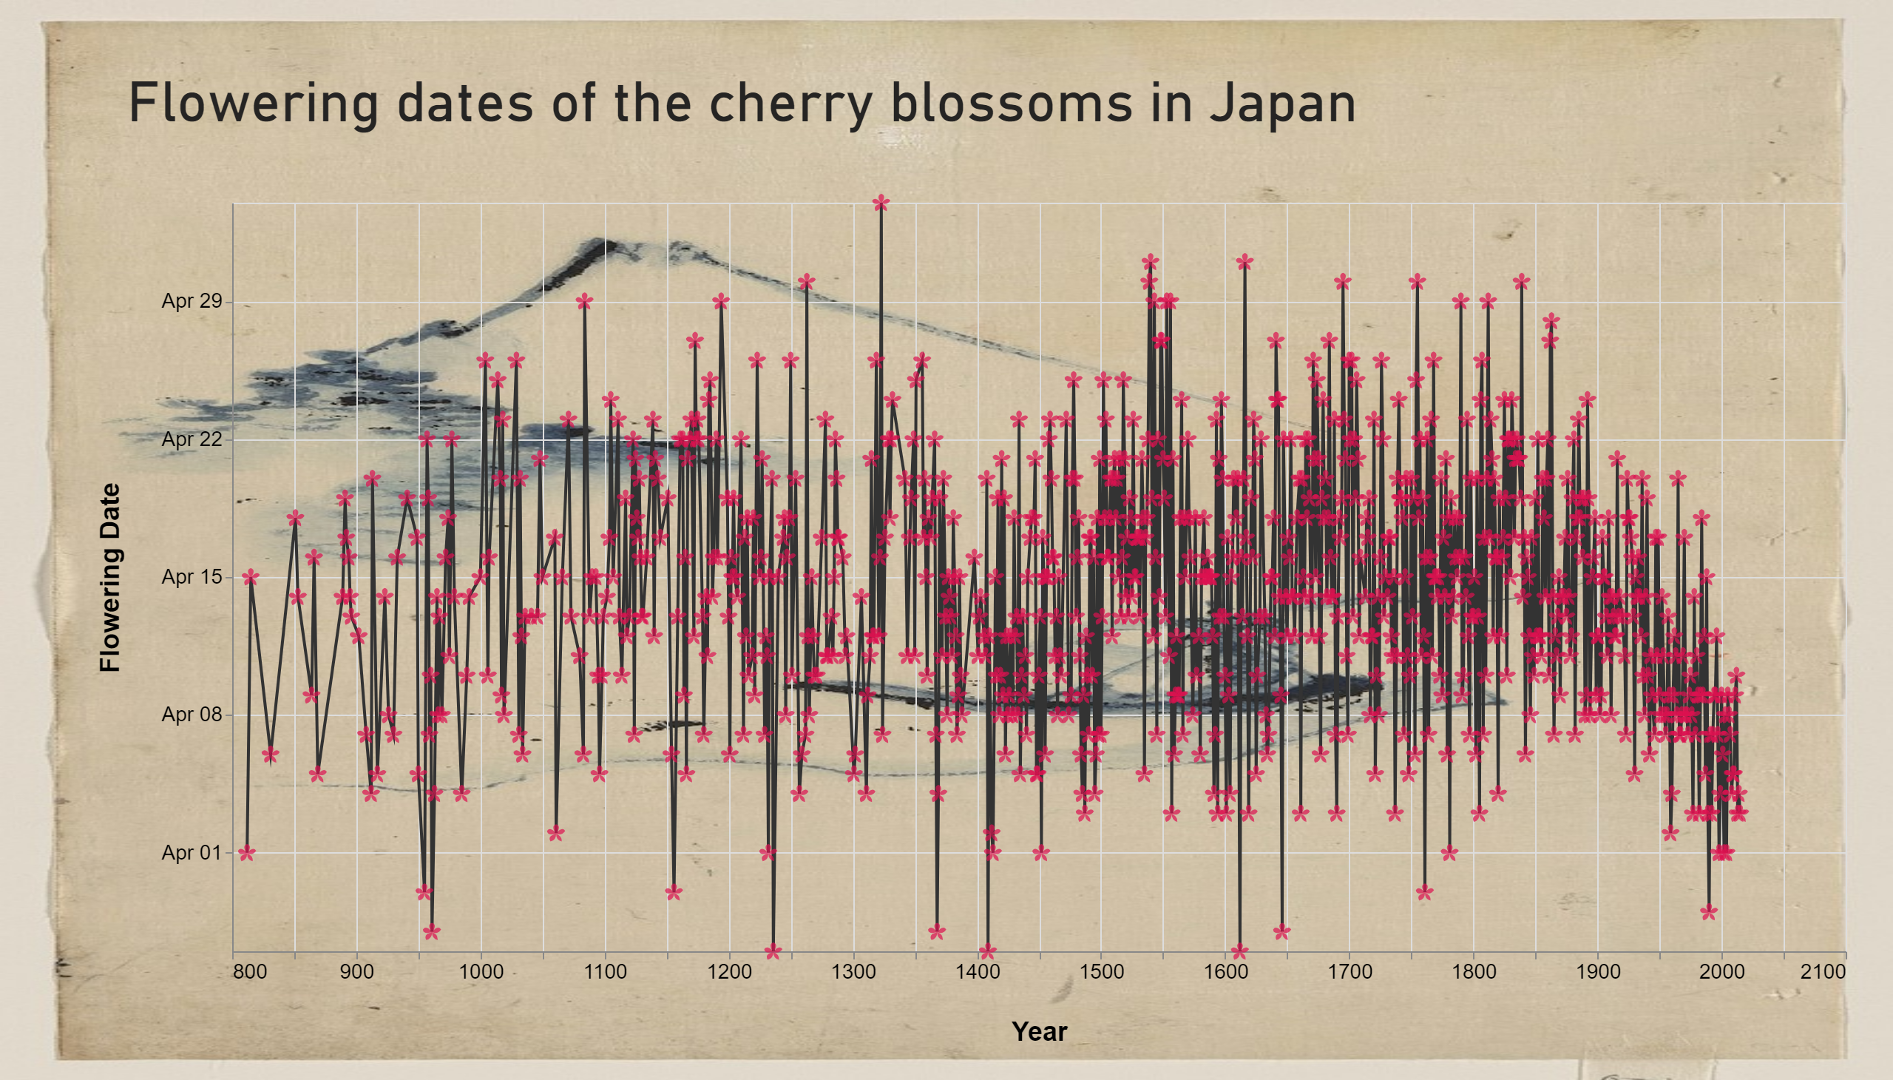 Flowering dates of the cherry blossoms in Japan
Flowering Date
Apr 29
Apr 22
Apr 15
Apr 08
Apr 01
800 900 1000 1100 1200 1300 1400 1500 1600 1700 1800 1900 2000 2100
Year